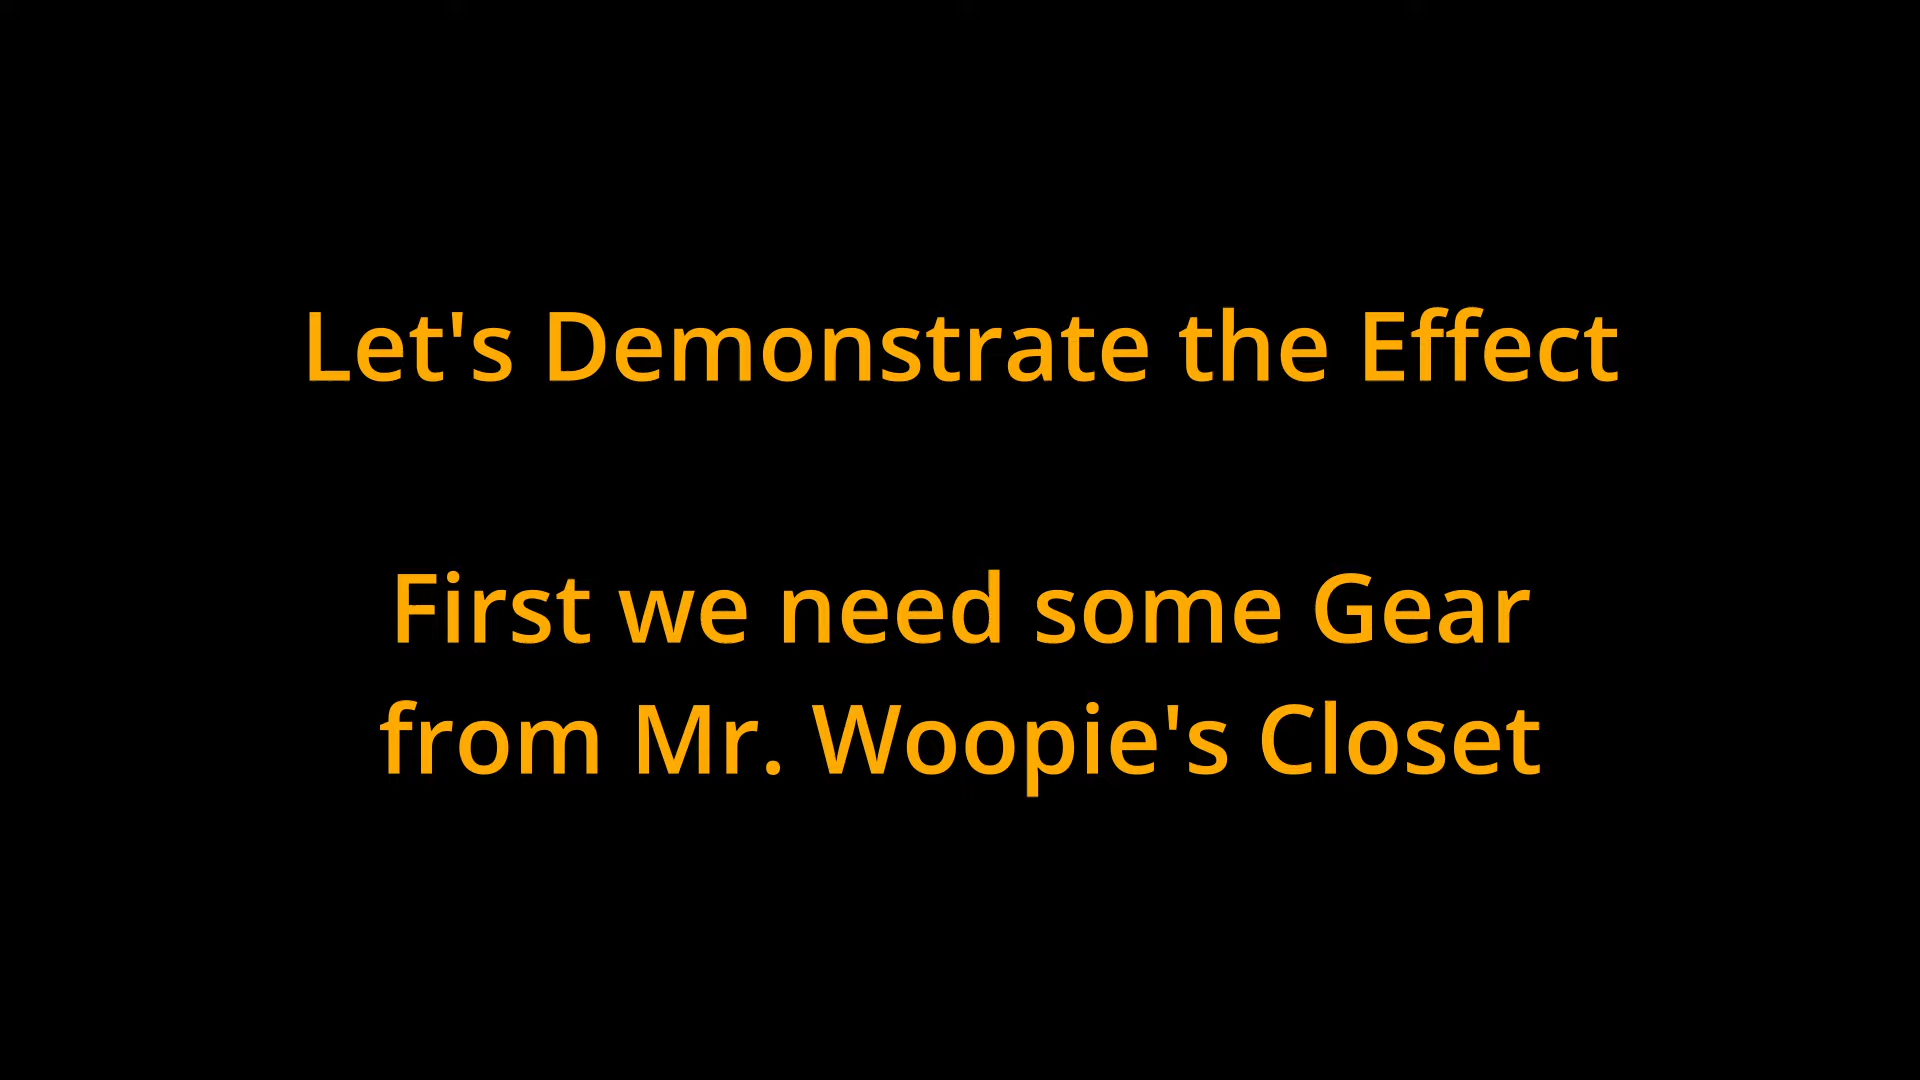 Let's Demonstrate the Effect
First we need some Gear
from Mr. Woopie's Closet